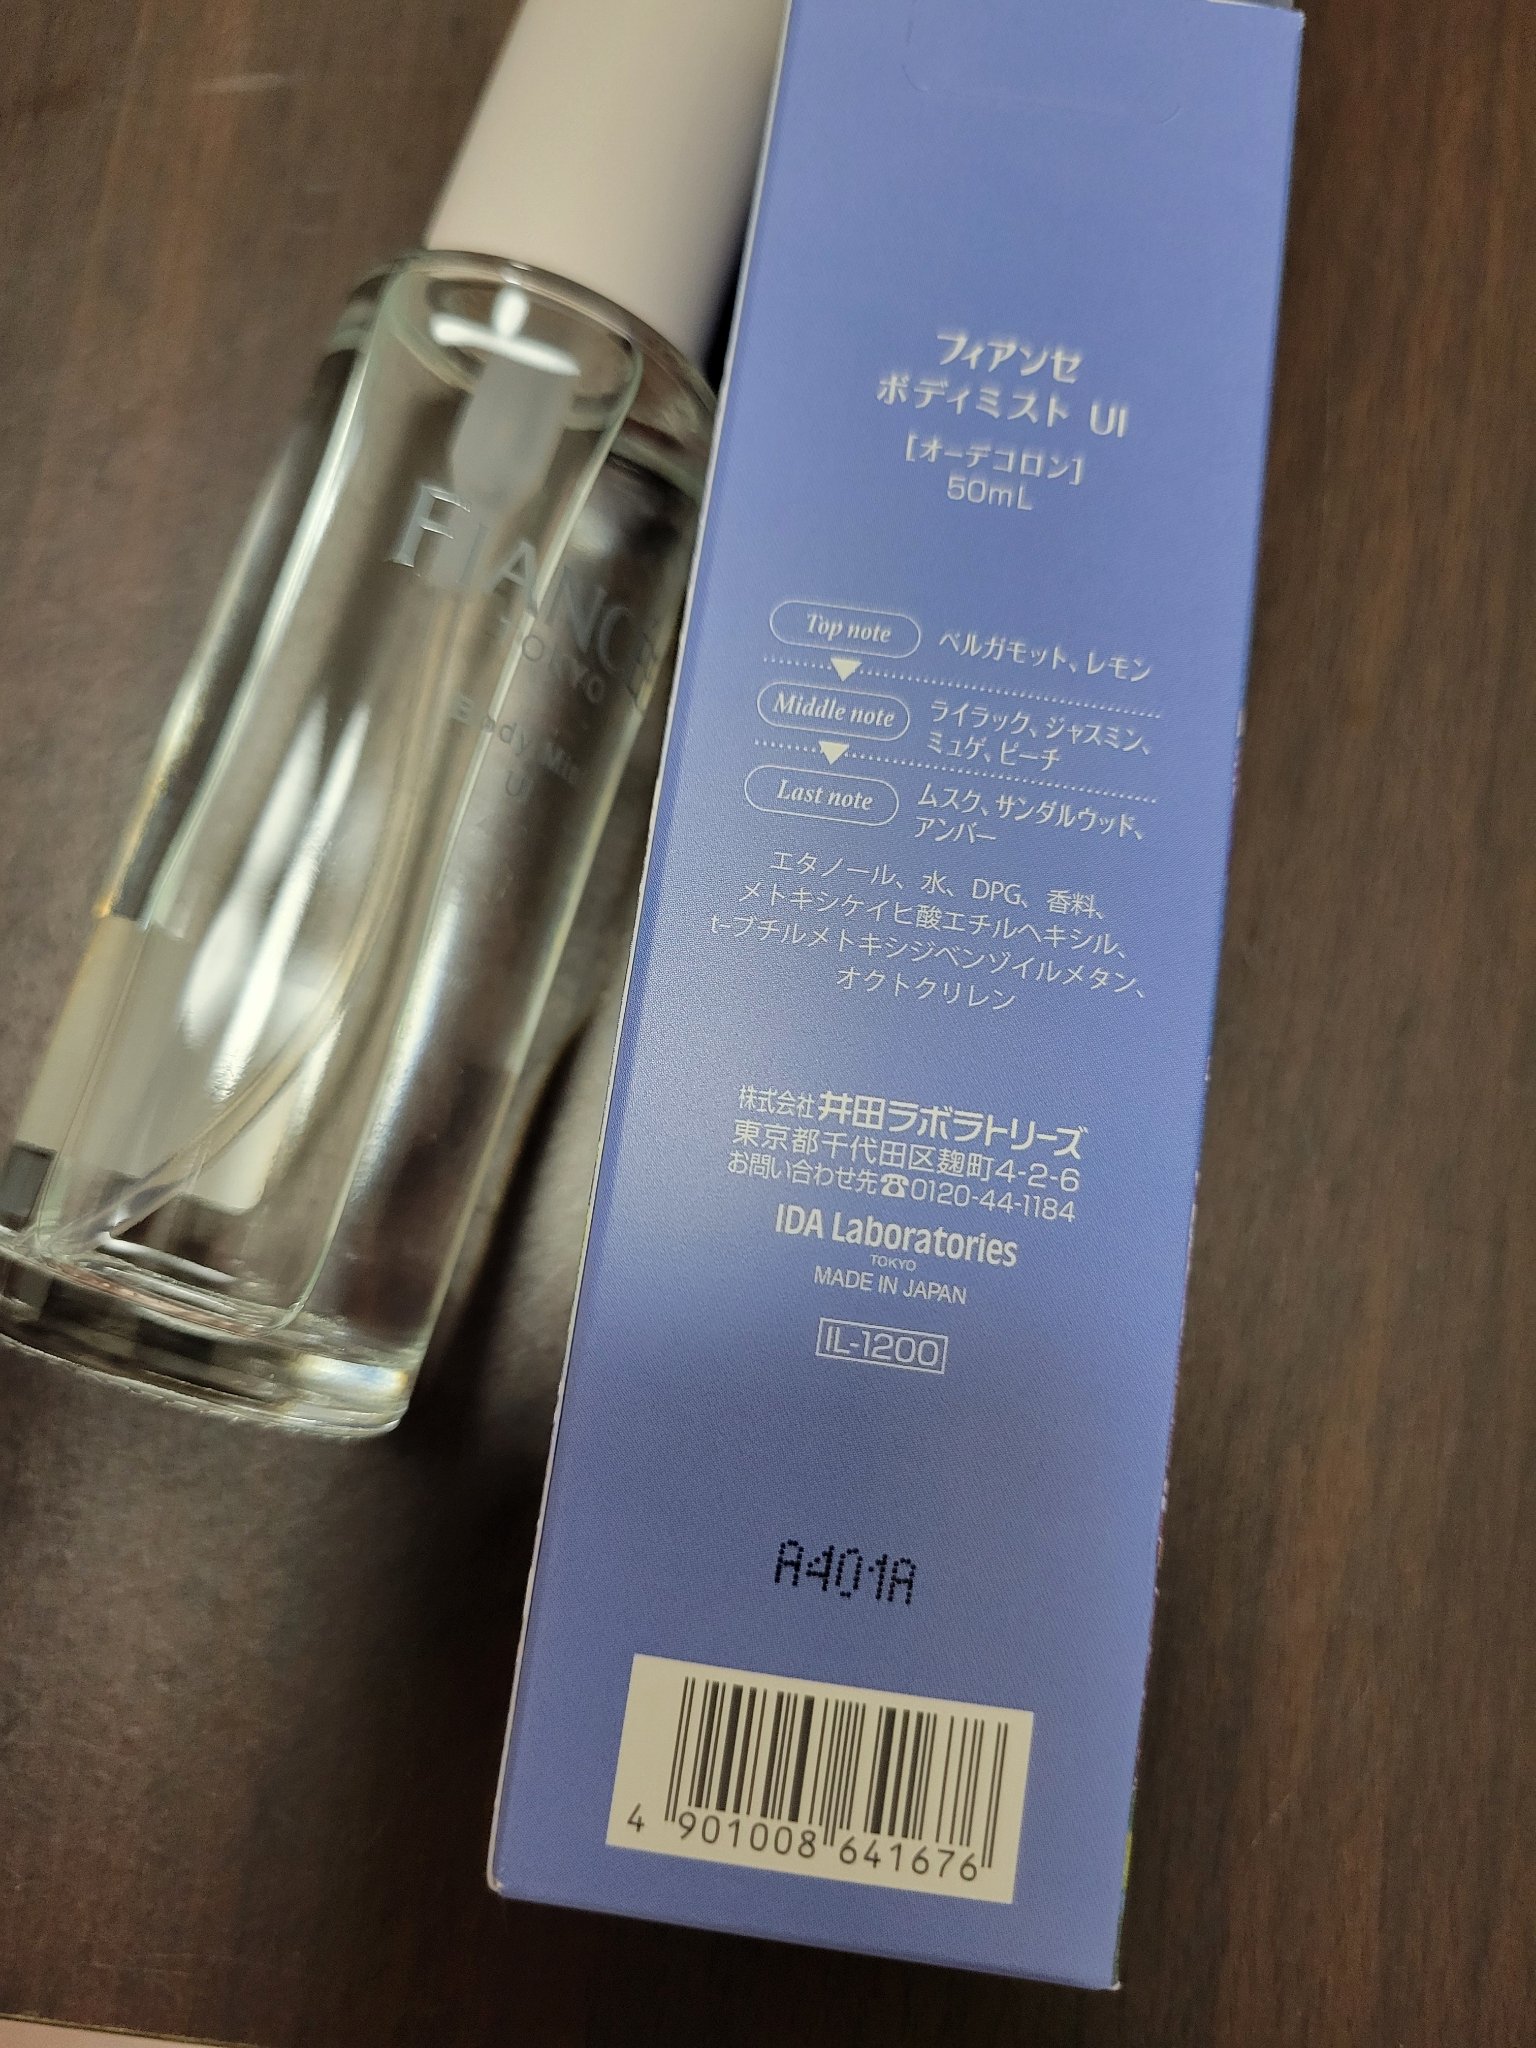 FIANCÉE
TOKYO
Body Mist
UI
フィアンセ
ボディミスト UI
[オーデコロン]
50mL
Top note ベルガモット、レモン
Middle note ライラック、ジャスミン、
ミュゲ、ピーチ
Last note ムスク、サンダルウッド、
アンバー
エタノール、水、DPG、香料、
メトキシケイヒ酸エチルヘキシル、
t-ブチルメトキシジベンゾイルメタン、
オクトクリレン
株式会社 井田ラボラトリーズ
東京都千代田区麹町4-2-6
お問い合わせ先☎0120-44-1184
IDA Laboratories
TOKYO
MADE IN JAPAN
IL-1200
A401A
4 901008 641676